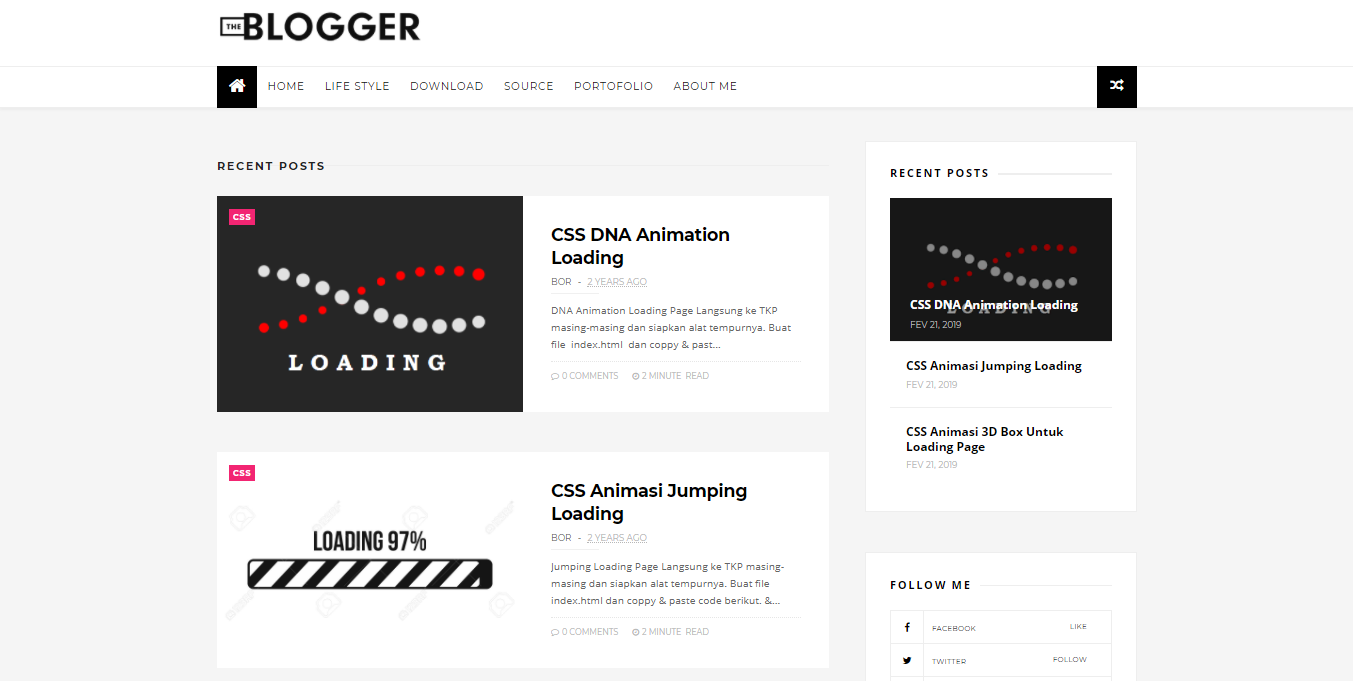 THE BLOGGER
HOME LIFE STYLE DOWNLOAD SOURCE PORTOFOLIO ABOUT ME
RECENT POSTS
CSS
LOADING
CSS DNA Animation
Loading
BOR - 2 YEARS AGO
DNA Animation Loading Page Langsung ke TKP
masing-masing dan siapkan alat tempurnya. Buat
file index.html dan coppy & past...
0 COMMENTS 2 MINUTE READ
CSS
LOADING 97%
CSS Animasi Jumping
Loading
BOR - 2 YEARS AGO
Jumping Loading Page Langsung ke TKP masing-
masing dan siapkan alat tempurnya. Buat file
index.html dan coppy & paste code berikut. &...
0 COMMENTS 2 MINUTE READ
RECENT POSTS
CSS DNA Animation Loading
LOADING
FEV 21, 2019
CSS Animasi Jumping Loading
FEV 21, 2019
CSS Animasi 3D Box Untuk
Loading Page
FEV 21, 2019
FOLLOW ME
FACEBOOK LIKE
TWITTER FOLLOW